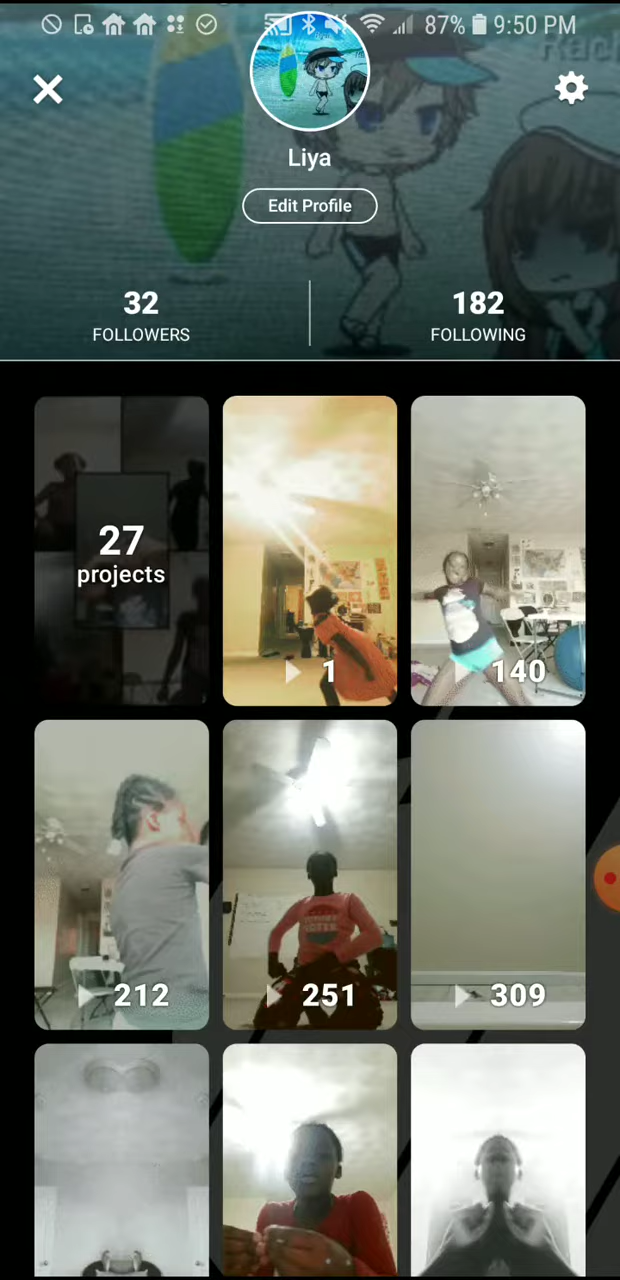 87% 9:50 PM
Liya
Edit Profile
32
FOLLOWERS
182
FOLLOWING
27
projects
1
140
212
251
309